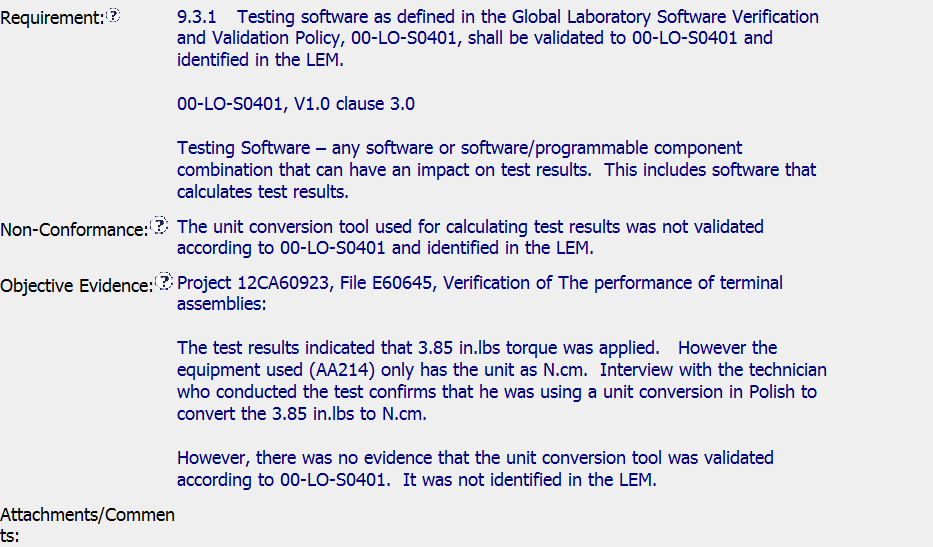 Requirement:? 9.3.1 Testing software as defined in the Global Laboratory Software Verification
and Validation Policy, 00-LO-S0401, shall be validated to 00-LO-S0401 and
identified in the LEM.
00-LO-S0401, V1.0 clause 3.0
Testing Software – any software or software/programmable component
combination that can have an impact on test results. This includes software that
calculates test results.
Non-Conformance:? The unit conversion tool used for calculating test results was not validated
according to 00-LO-S0401 and identified in the LEM.
Objective Evidence:? Project 12CA60923, File E60645, Verification of The performance of terminal
assemblies:
The test results indicated that 3.85 in.lbs torque was applied. However the
equipment used (AA214) only has the unit as N.cm. Interview with the technician
who conducted the test confirms that he was using a unit conversion in Polish to
convert the 3.85 in.lbs to N.cm.
However, there was no evidence that the unit conversion tool was validated
according to 00-LO-S0401. It was not identified in the LEM.
Attachments/Commen
ts: